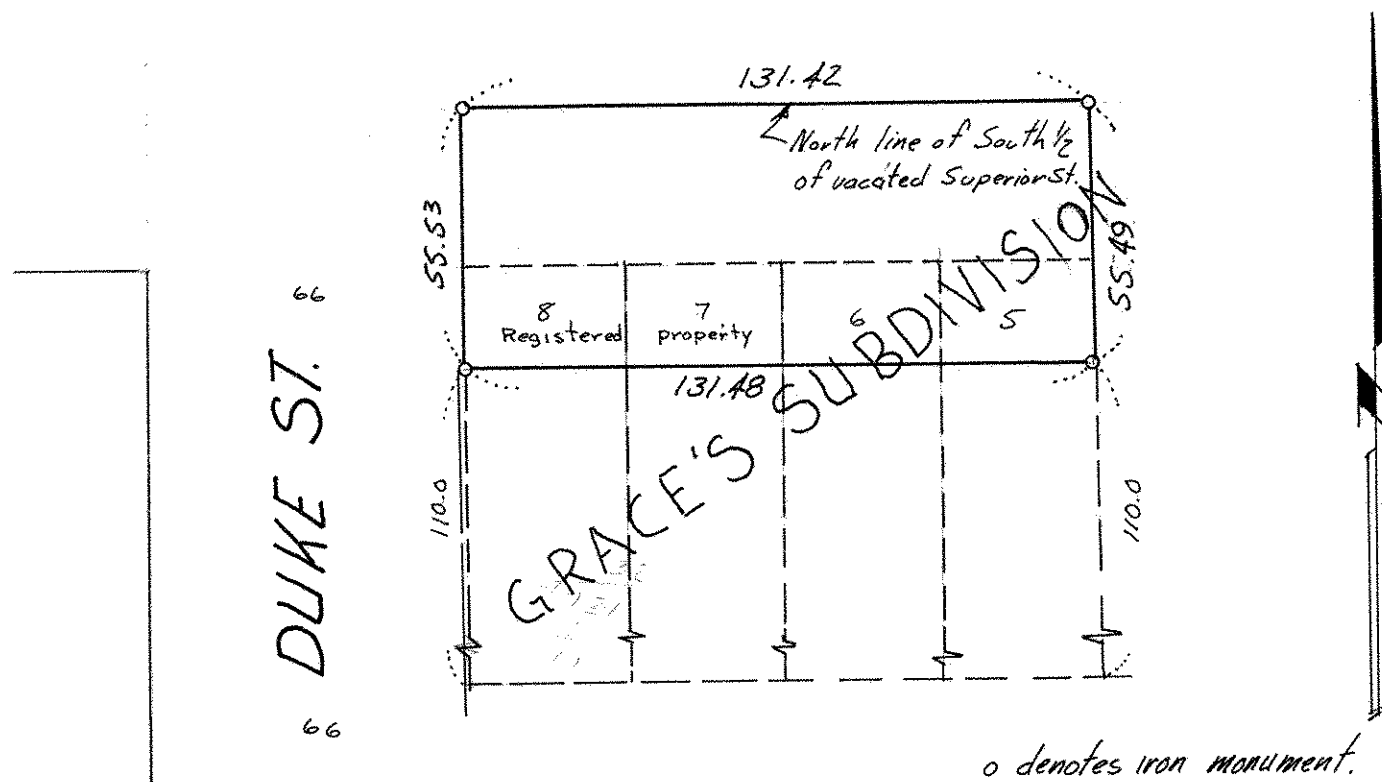 131.42
North line of South ½
of vacated Superior St.
55.53
55.49
66
8
Registered
7
property
6
5
131.48
GRACE'S SUBDIVISION
DUKE ST.
110.0
110.0
66
o denotes iron monument.